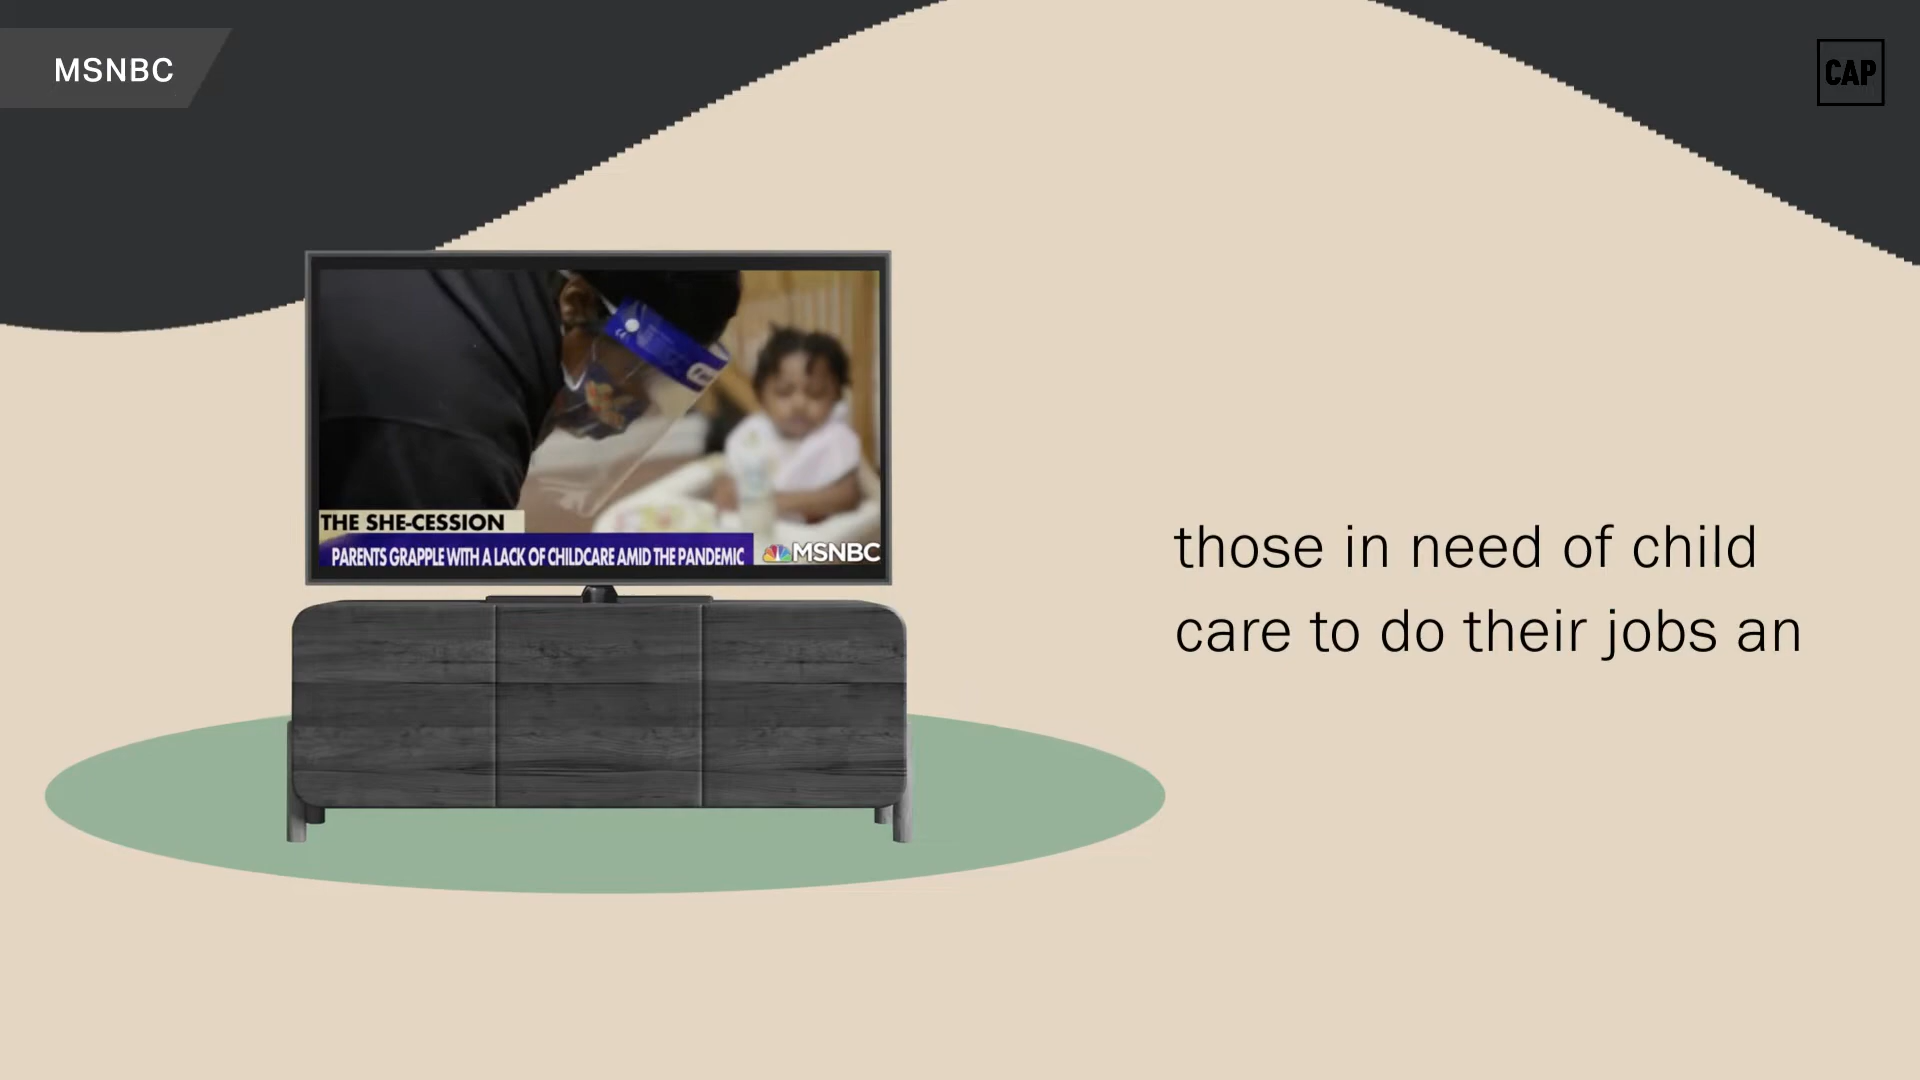 MSNBC
CAP
THE SHE-CESSION
PARENTS GRAPPLE WITH A LACK OF CHILDCARE AMID THE PANDEMIC
MSNBC
those in need of child
care to do their jobs an